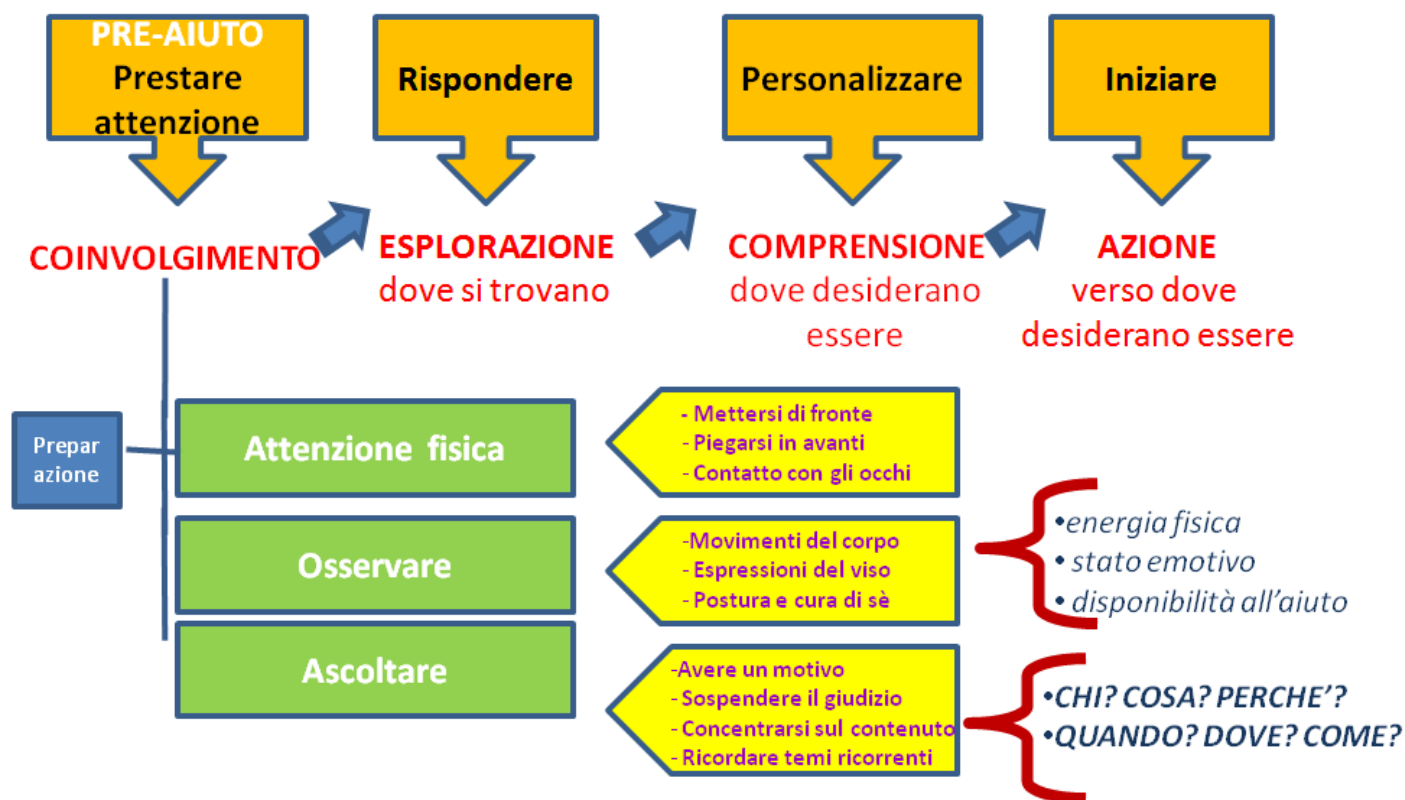 PRE-AIUTO
Prestare
attenzione
Rispondere
Personalizzare
Iniziare
COINVOLGIMENTO
ESPLORAZIONE
dove si trovano
COMPRENSIONE
dove desiderano
essere
AZIONE
verso dove
desiderano essere
Prepar
azione
Attenzione fisica
- Mettersi di fronte
- Piegarsi in avanti
- Contatto con gli occhi
Osservare
-Movimenti del corpo
- Espressioni del viso
- Postura e cura di sè
•energia fisica
• stato emotivo
• disponibilità all'aiuto
Ascoltare
-Avere un motivo
- Sospendere il giudizio
- Concentrarsi sul contenuto
- Ricordare temi ricorrenti
•CHI? COSA? PERCHE'?
•QUANDO? DOVE? COME?